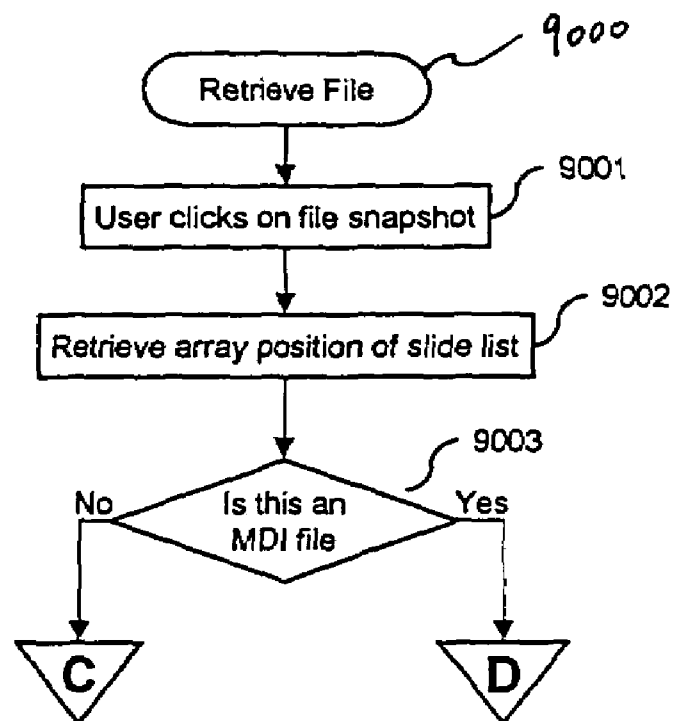 9000
Retrieve File
9001
User clicks on file snapshot
9002
Retrieve array position of slide list
9003
No
Is this an
MDI file
Yes
C
D